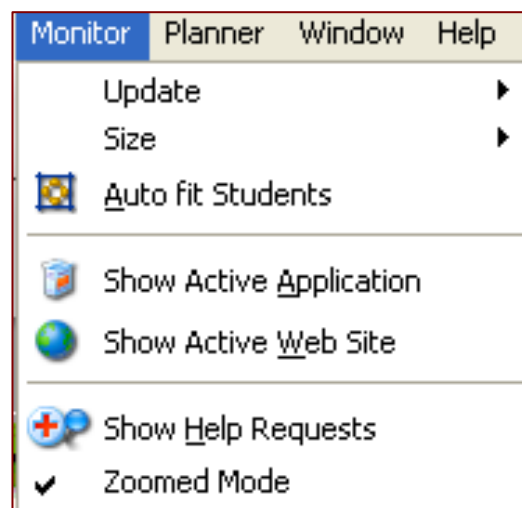 Monitor Planner Window Help
Update
Size
Auto fit Students
Show Active Application
Show Active Web Site
Show Help Requests
Zoomed Mode